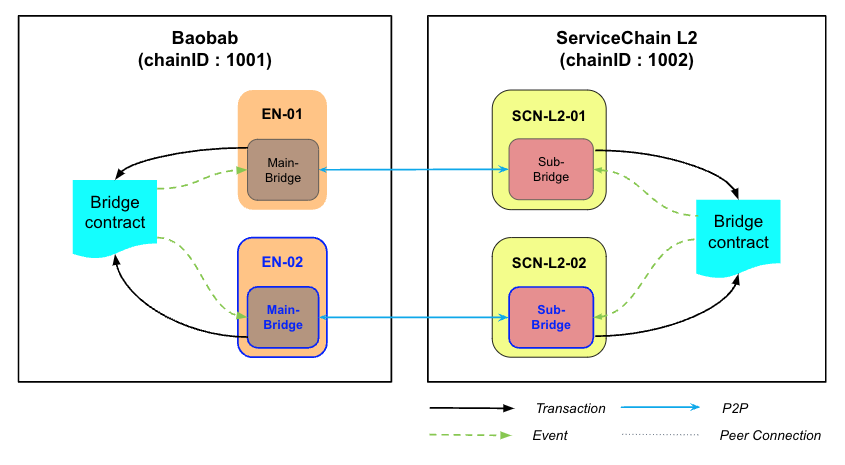 Baobab
(chainID : 1001)
ServiceChain L2
(chainID : 1002)
EN-01
Main-
Bridge
SCN-L2-01
Sub-
Bridge
Bridge
contract
Bridge
contract
EN-02
Main-
Bridge
SCN-L2-02
Sub-
Bridge
Transaction
P2P
Event
Peer Connection